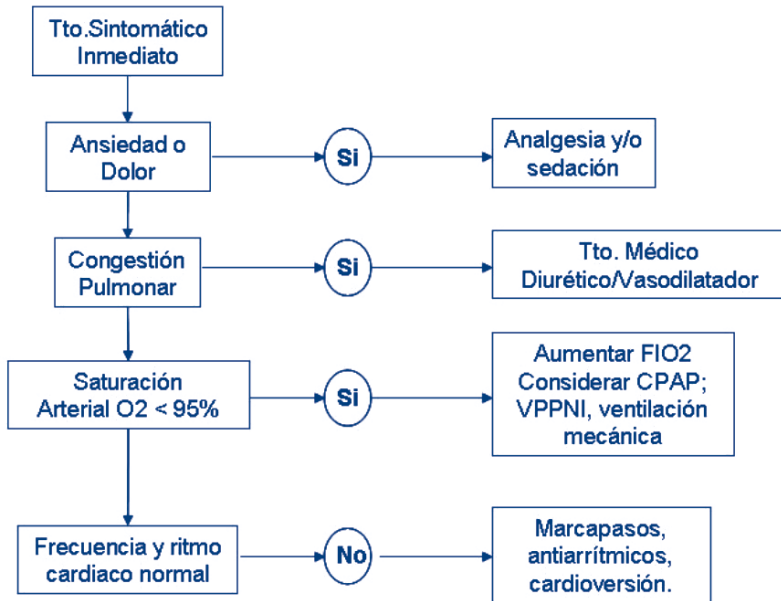 Tto.Sintomático
Inmediato
Ansiedad o
Dolor
Si
Analgesia y/o
sedación
Congestión
Pulmonar
Si
Tto. Médico
Diurético/Vasodilatador
Saturación
Arterial O2 < 95%
Si
Aumentar FIO2
Considerar CPAP;
VPPNI, ventilación
mecánica
Frecuencia y ritmo
cardiaco normal
No
Marcapasos,
antiarrítmicos,
cardioversión.